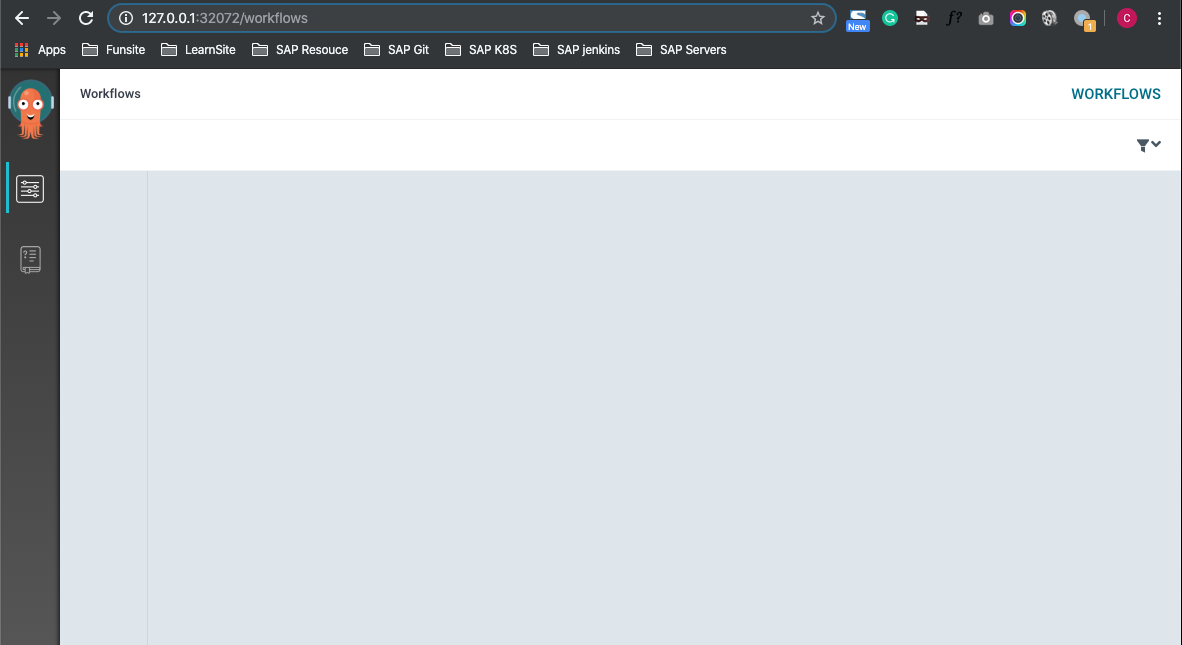 127.0.0.1:32072/workflows
New
f?
1
C
Apps Funsite LearnSite SAP Resouce SAP Git SAP K8S SAP jenkins SAP Servers
Workflows WORKFLOWS